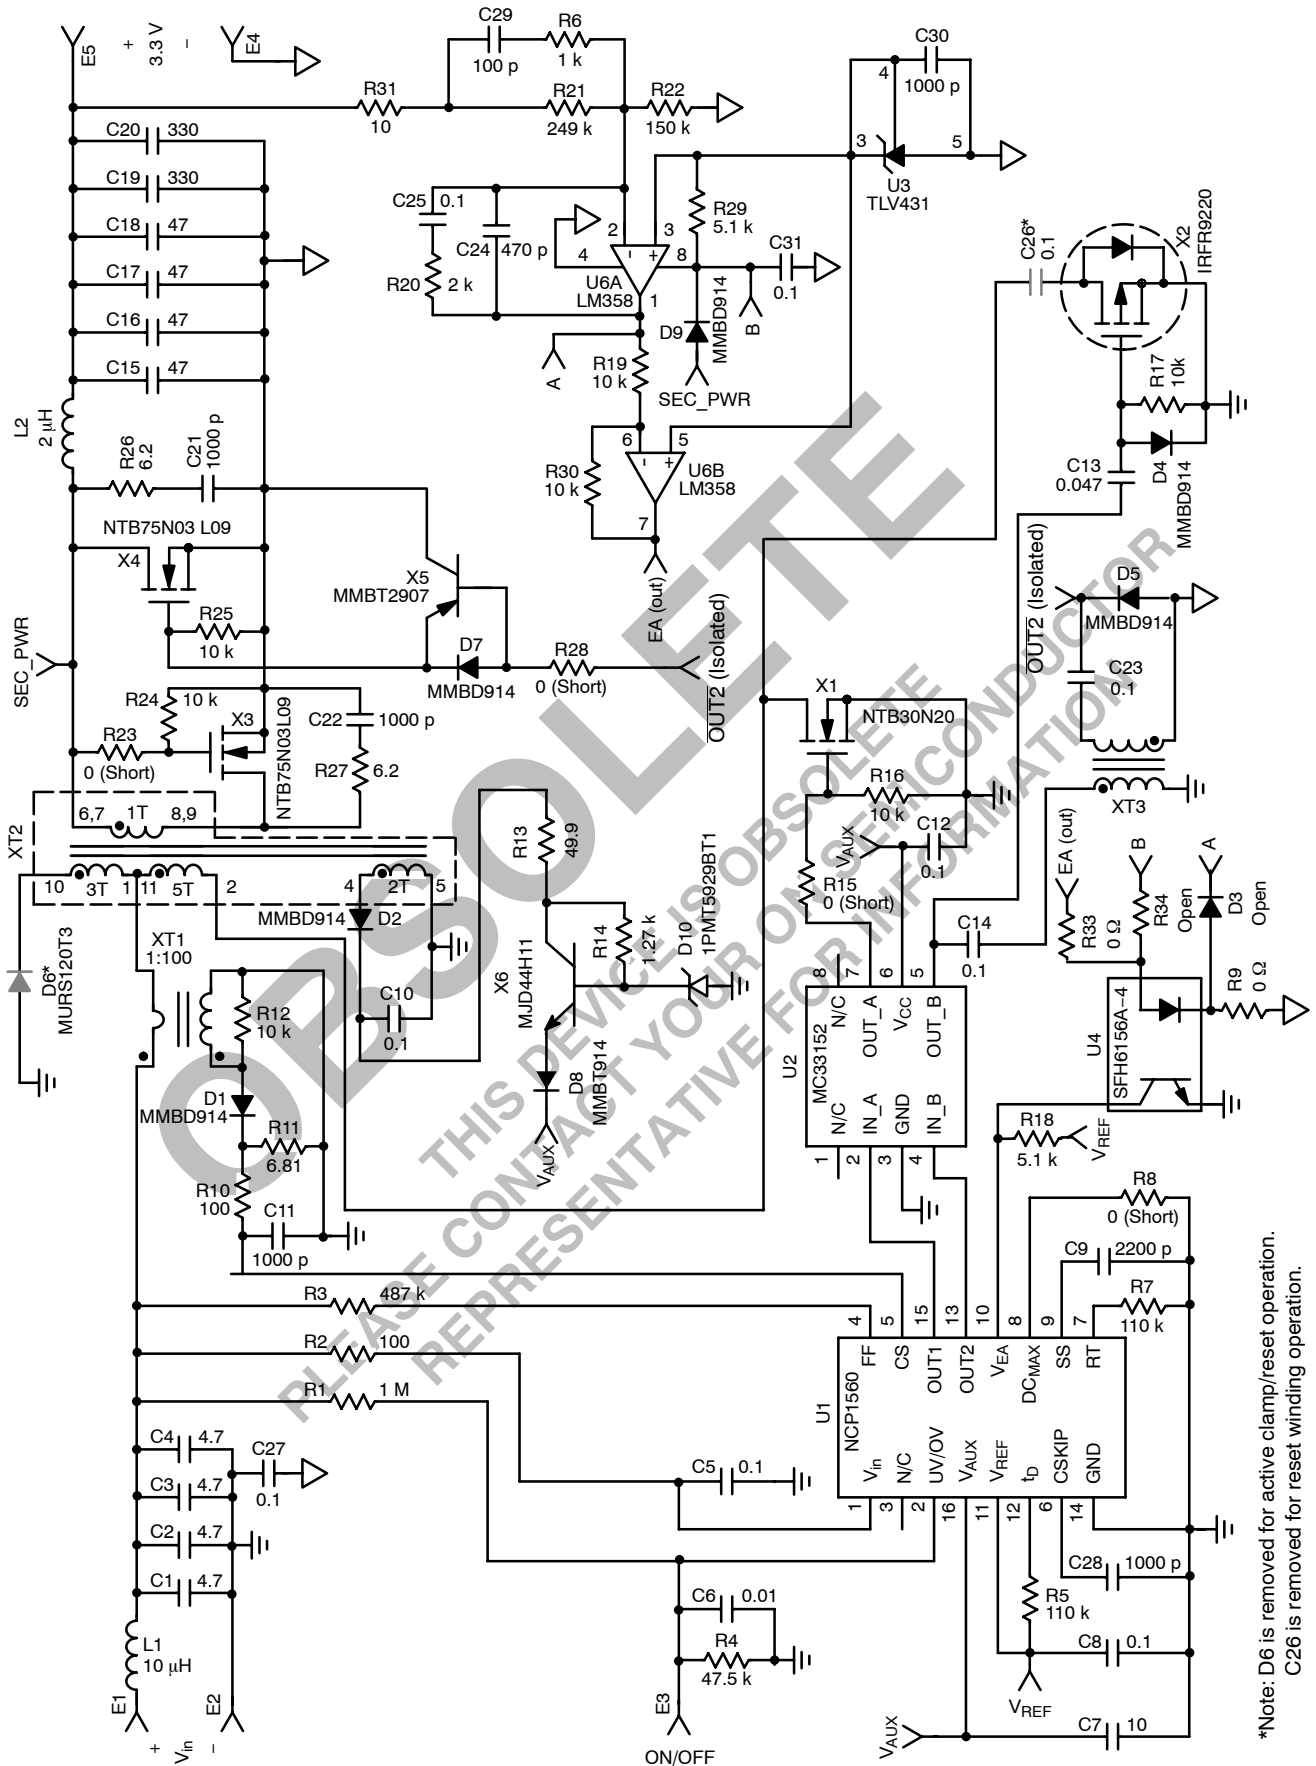 E5
+
3.3 V
−
E4
C29
100 p
R6
1 k
R31
10
R21
249 k
R22
150 k
C30
1000 p
4
3
5
U3
TLV431
C20
330
C19
330
C18
47
C17
47
C16
47
C15
47
C25
0.1
C24
470 p
R20
2 k
2
3
4
8
-
+
U6A
LM358
1
R29
5.1 k
C31
0.1
D9
MMBD914
B
SEC_PWR
A
R19
10 k
6
5
-
+
R30
10 k
U6B
LM358
7
EA (out)
C26*
0.1
X2
IRFR9220
R17
10k
D4
MMBD914
C13
0.047
L2
2 µH
R26
6.2
C21
1000 p
NTB75N03 L09
X4
R25
10 k
SEC_PWR
X5
MMBT2907
D7
MMBD914
R28
0 (Short)
OUT2 (Isolated)
R24
10 k
R23
0 (Short)
X3
NTB75N03L09
C22
1000 p
R27
6.2
X1
NTB30N20
R16
10 k
R15
0 (Short)
VAUX
C12
0.1
OUT2 (Isolated)
D5
MMBD914
C23
0.1
XT3
XT2
6,7
1T
8,9
10
3T
1
11
5T
2
4
2T
5
D6*
MURS120T3
XT1
1:100
MMBD914
D2
R13
49.9
R14
1.27 k
D10
1PMT5929BT1
X6
MJD44H11
D8
MMBT914
VAUX
C10
0.1
R12
10 k
D1
MMBD914
R11
6.81
R10
100
C11
1000 p
C14
0.1
EA (out)
B
A
R33
0 Ω
R34
Open
D3
Open
R9
0 Ω
U4
SFH6156A−4
U2
MC33152
8
7
6
5
N/C
OUT_A
VCC
OUT_B
N/C
IN_A
GND
IN_B
1
2
3
4
R18
5.1 k
VREF
R8
0 (Short)
C9
2200 p
R7
110 k
R3
487 k
R2
100
R1
1 M
4
5
15
13
10
8
9
7
FF
CS
OUT1
OUT2
VEA
DCMAX
SS
RT
U1
NCP1560
Vin
N/C
UV/OV
VAUX
VREF
tD
CSKIP
GND
1
3
2
16
11
12
6
14
C4
4.7
C3
4.7
C2
4.7
C1
4.7
C27
0.1
C5
0.1
L1
10 µH
E1
+
Vin
−
E2
C6
0.01
R4
47.5 k
E3
ON/OFF
C28
1000 p
R5
110 k
C8
0.1
VREF
C7
10
VAUX
*Note: D6 is removed for active clamp/reset operation.
C26 is removed for reset winding operation.
OBSOLETE
THIS DEVICE IS OBSOLETE
PLEASE CONTACT YOUR ON SEMICONDUCTOR
REPRESENTATIVE FOR INFORMATION